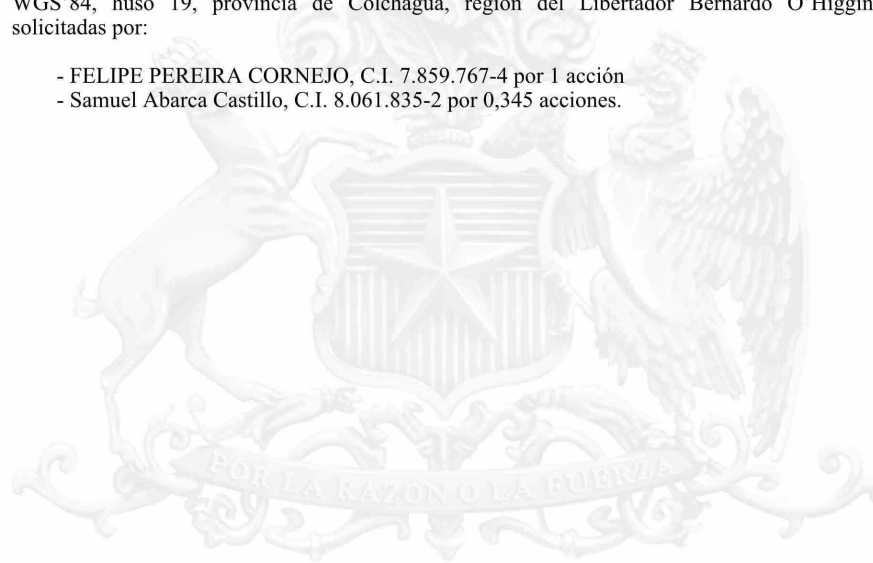 WGS 84, huso 19, provincia de Colchagua, región del Libertador Bernardo O'Higgin
solicitadas por:
- FELIPE PEREIRA CORNEJO, C.I. 7.859.767-4 por 1 acción
- Samuel Abarca Castillo, C.I. 8.061.835-2 por 0,345 acciones.
POR LA RAZÓN O LA FUERZA